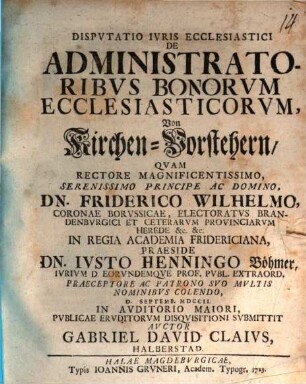 14
DISPVTATIO IVRIS ECCLESIASTICI
DE
ADMINISTRATO-
RIBVS BONORVM
ECCLESIASTICORVM,
Von
Kirchen-Vorstehern/
QVAM
RECTORE MAGNIFICENTISSIMO,
SERENISSIMO PRINCIPE AC DOMINO,
DN. FRIDERICO WILHELMO,
CORONAE BORVSSICAE, ELECTORATVS BRAN-
DENBVRGICI ET CETERARVM PROVINCIARVM
HEREDE &c. &c.
IN REGIA ACADEMIA FRIDERICIANA,
PRAESIDE
DN. IVSTO HENNINGO Böhmer,
IVRIVM D EORVNDEMQVE PROF. PVBL. EXTRAORD.
PRAECEPTORE AC PATRONO SVO MVLTIS
NOMINIBVS COLENDO,
D. SEPTEMB. MDCCII.
IN AVDITORIO MAIORI,
PVBLICAE ERVDITORVM DISQVISITIONI SVBMITTIT
AVCTOR
GABRIEL DAVID CLAIVS,
HALBERSTAD.
HALAE MAGDEBVRGICAE,
Typis IOANNIS GRVNERI, Academ. Typogr. 1725.